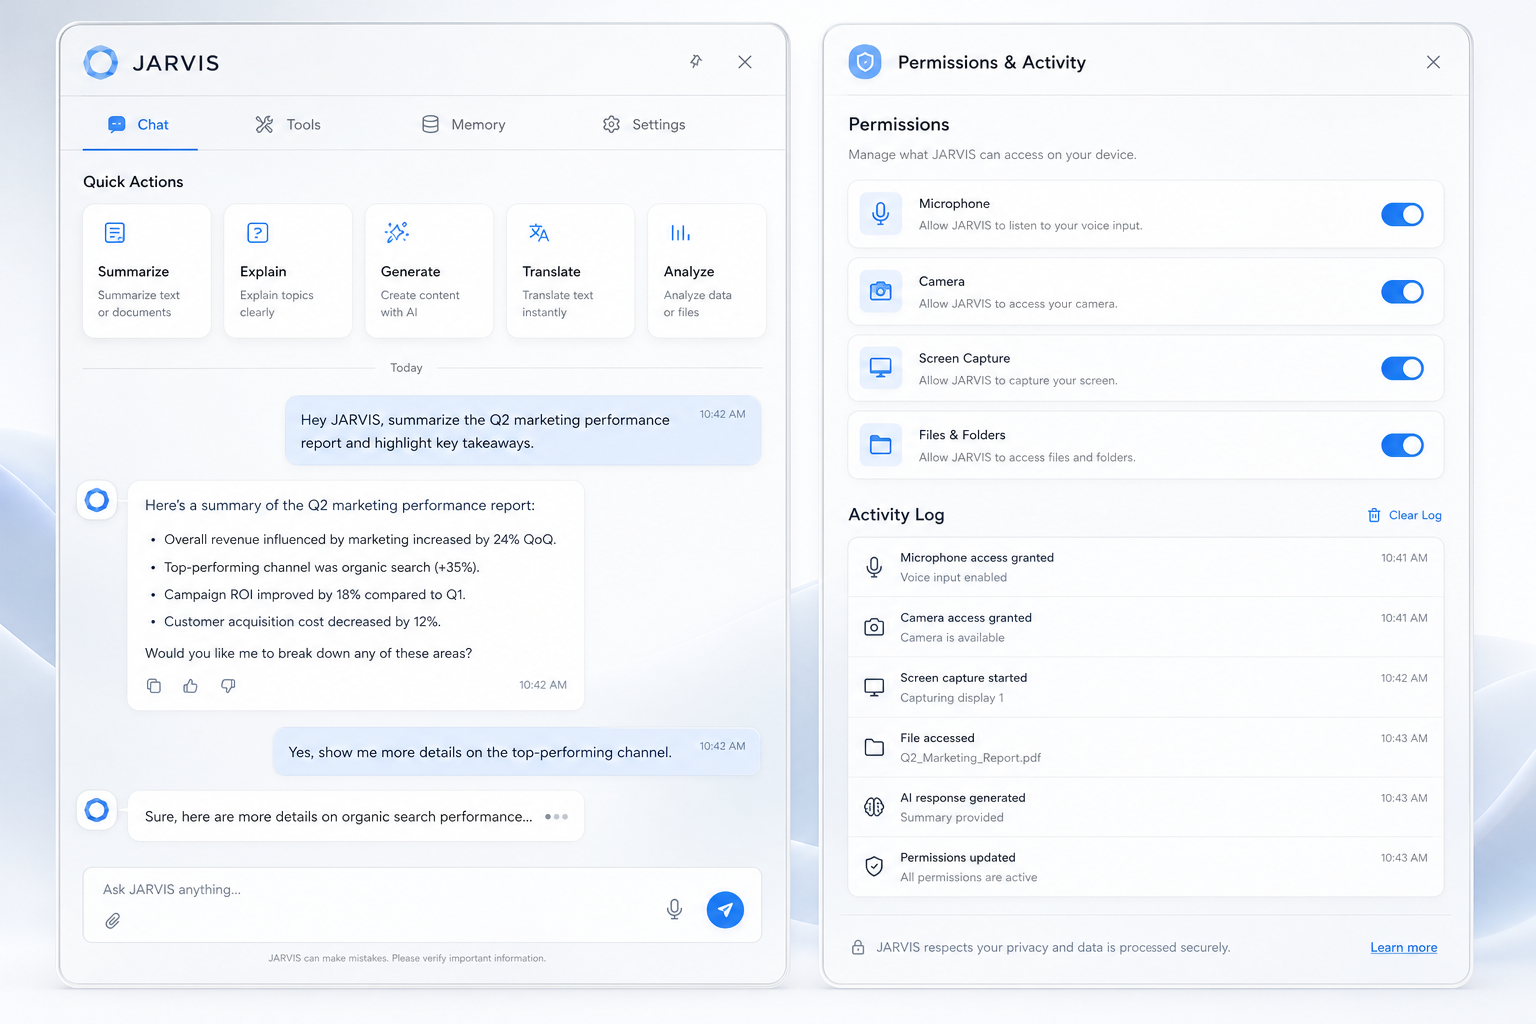 JARVIS
Chat
Tools
Memory
Settings
Quick Actions
Summarize
Summarize text
or documents
Explain
Explain topics
clearly
Generate
Create content
with AI
Translate
Translate text
instantly
Analyze
Analyze data
or files
Today
Hey JARVIS, summarize the Q2 marketing performance
report and highlight key takeaways.
10:42 AM
Here's a summary of the Q2 marketing performance report:
• Overall revenue influenced by marketing increased by 24% QoQ.
• Top-performing channel was organic search (+35%).
• Campaign ROI improved by 18% compared to Q1.
• Customer acquisition cost decreased by 12%.
Would you like me to break down any of these areas?
10:42 AM
Yes, show me more details on the top-performing channel.
10:42 AM
Sure, here are more details on organic search performance...
Ask JARVIS anything...
JARVIS can make mistakes. Please verify important information.
Permissions & Activity
Permissions
Manage what JARVIS can access on your device.
Microphone
Allow JARVIS to listen to your voice input.
Camera
Allow JARVIS to access your camera.
Screen Capture
Allow JARVIS to capture your screen.
Files & Folders
Allow JARVIS to access files and folders.
Activity Log
Clear Log
Microphone access granted
10:41 AM
Voice input enabled
Camera access granted
10:41 AM
Camera is available
Screen capture started
10:42 AM
Capturing display 1
File accessed
10:43 AM
Q2_Marketing_Report.pdf
AI response generated
10:43 AM
Summary provided
Permissions updated
10:43 AM
All permissions are active
JARVIS respects your privacy and data is processed securely.
Learn more